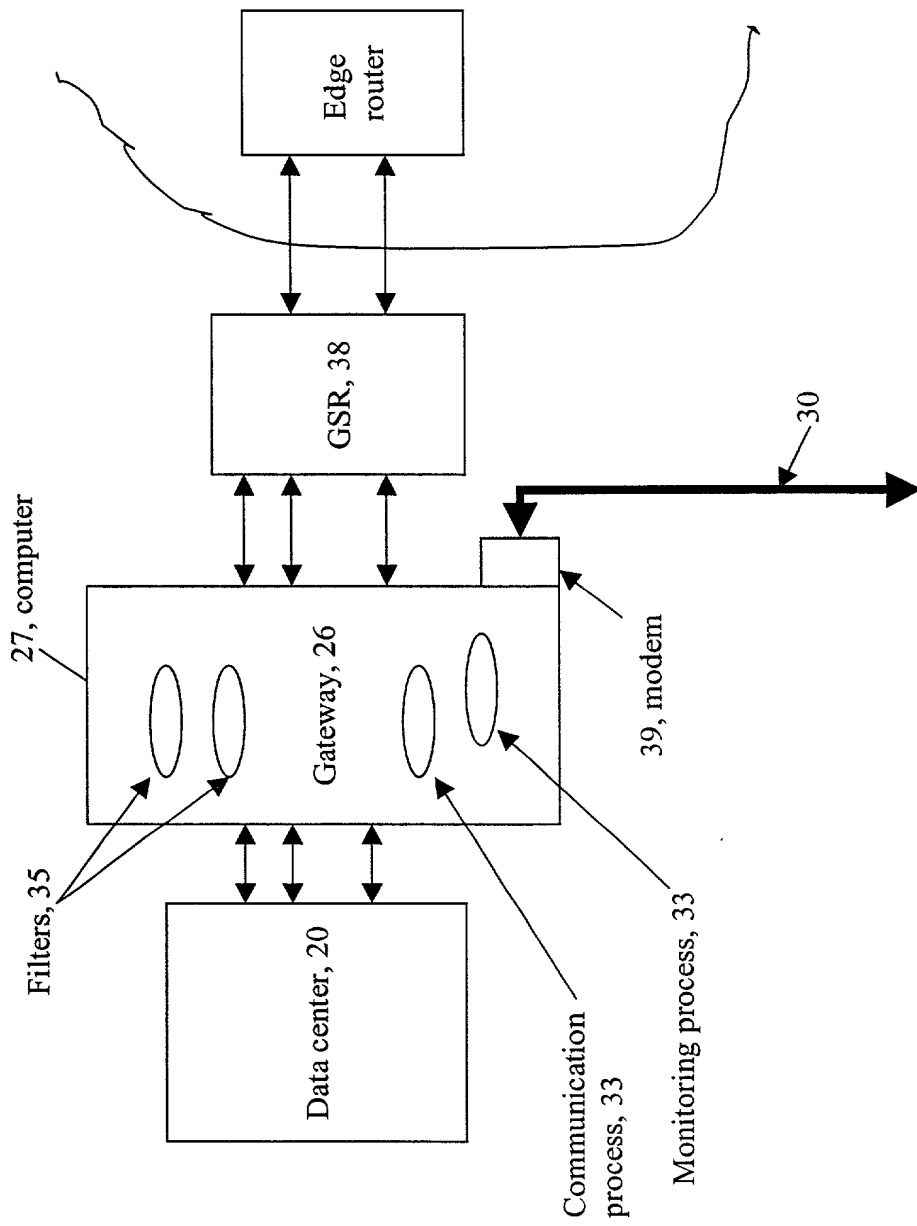 27, computer
Filters, 35
Data center, 20
Gateway, 26
GSR, 38
Edge
router
Communication
process, 33
Monitoring process, 33
39, modem
30